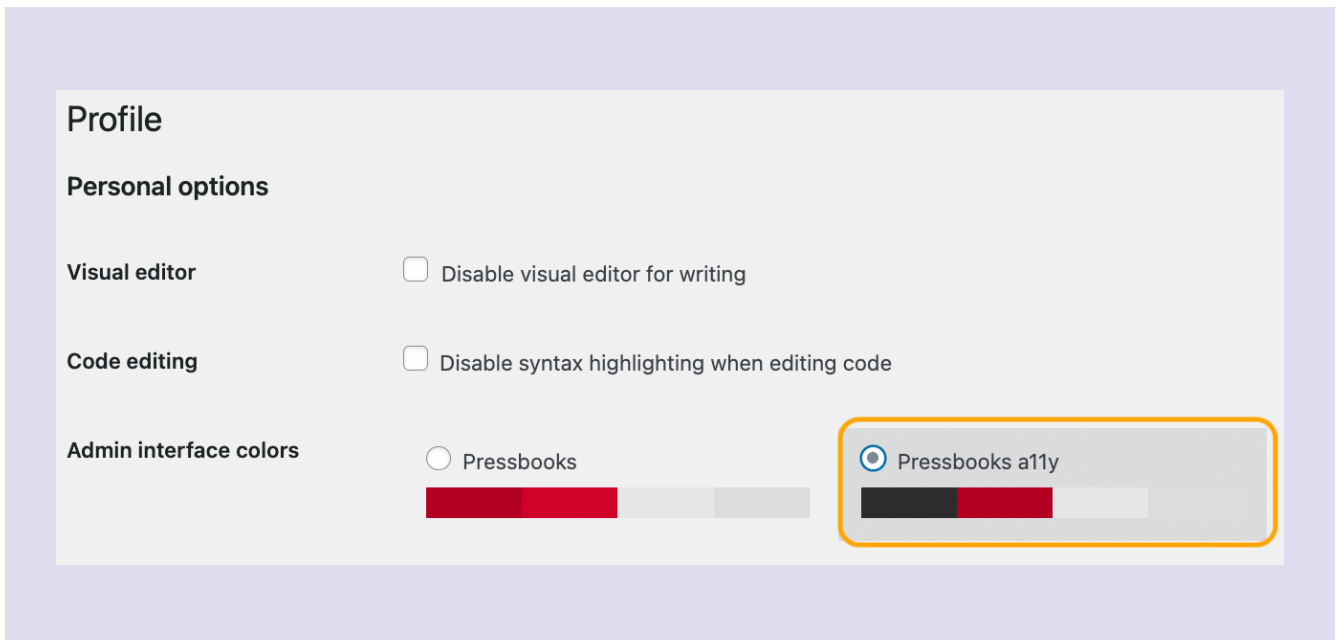 Profile
Personal options
Visual editor
Disable visual editor for writing
Code editing
Disable syntax highlighting when editing code
Admin interface colors
Pressbooks
Pressbooks a11y